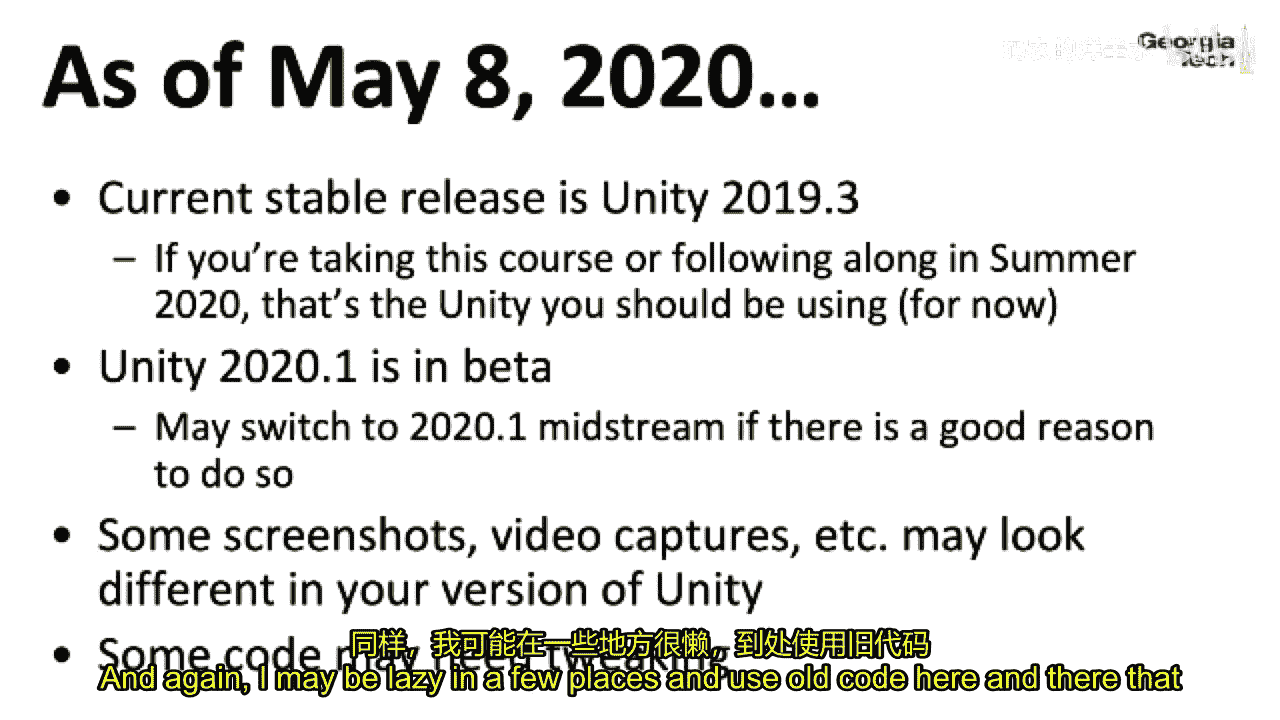 As of May 8, 2020...
Georgia
Tech
• Current stable release is Unity 2019.3
– If you’re taking this course or following along in Summer
2020, that’s the Unity you should be using (for now)
• Unity 2020.1 is in beta
– May switch to 2020.1 midstream if there is a good reason
to do so
• Some screenshots, video captures, etc. may look
different in your version of Unity
• Some code may need tweaking
同样，我可能在一些地方很懒，到处使用旧代码
And again, I may be lazy in a few places and use old code here and there that